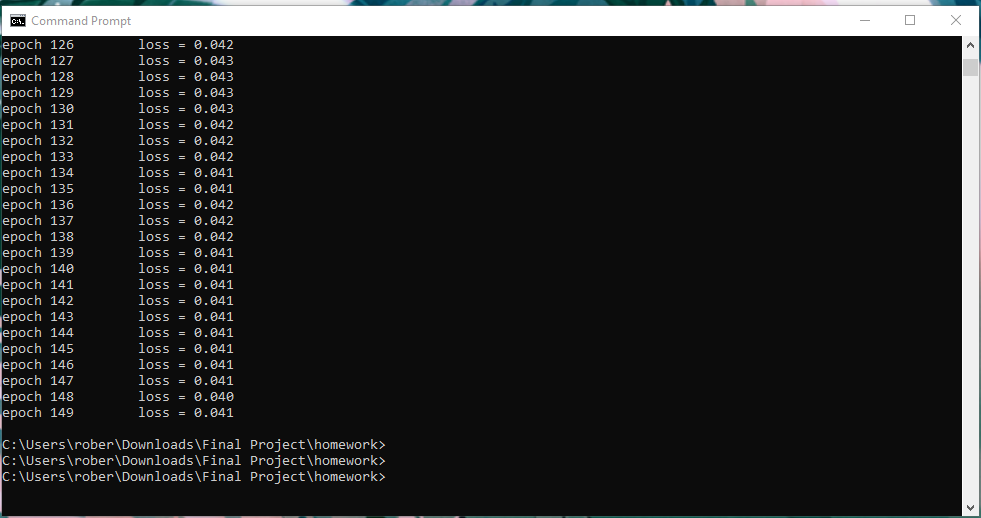 Command Prompt
epoch 126 loss = 0.042
epoch 127 loss = 0.043
epoch 128 loss = 0.043
epoch 129 loss = 0.043
epoch 130 loss = 0.043
epoch 131 loss = 0.042
epoch 132 loss = 0.042
epoch 133 loss = 0.042
epoch 134 loss = 0.041
epoch 135 loss = 0.041
epoch 136 loss = 0.042
epoch 137 loss = 0.042
epoch 138 loss = 0.042
epoch 139 loss = 0.041
epoch 140 loss = 0.041
epoch 141 loss = 0.041
epoch 142 loss = 0.041
epoch 143 loss = 0.041
epoch 144 loss = 0.041
epoch 145 loss = 0.041
epoch 146 loss = 0.041
epoch 147 loss = 0.041
epoch 148 loss = 0.040
epoch 149 loss = 0.041
C:\Users\rober\Downloads\Final Project\homework>
C:\Users\rober\Downloads\Final Project\homework>
C:\Users\rober\Downloads\Final Project\homework>